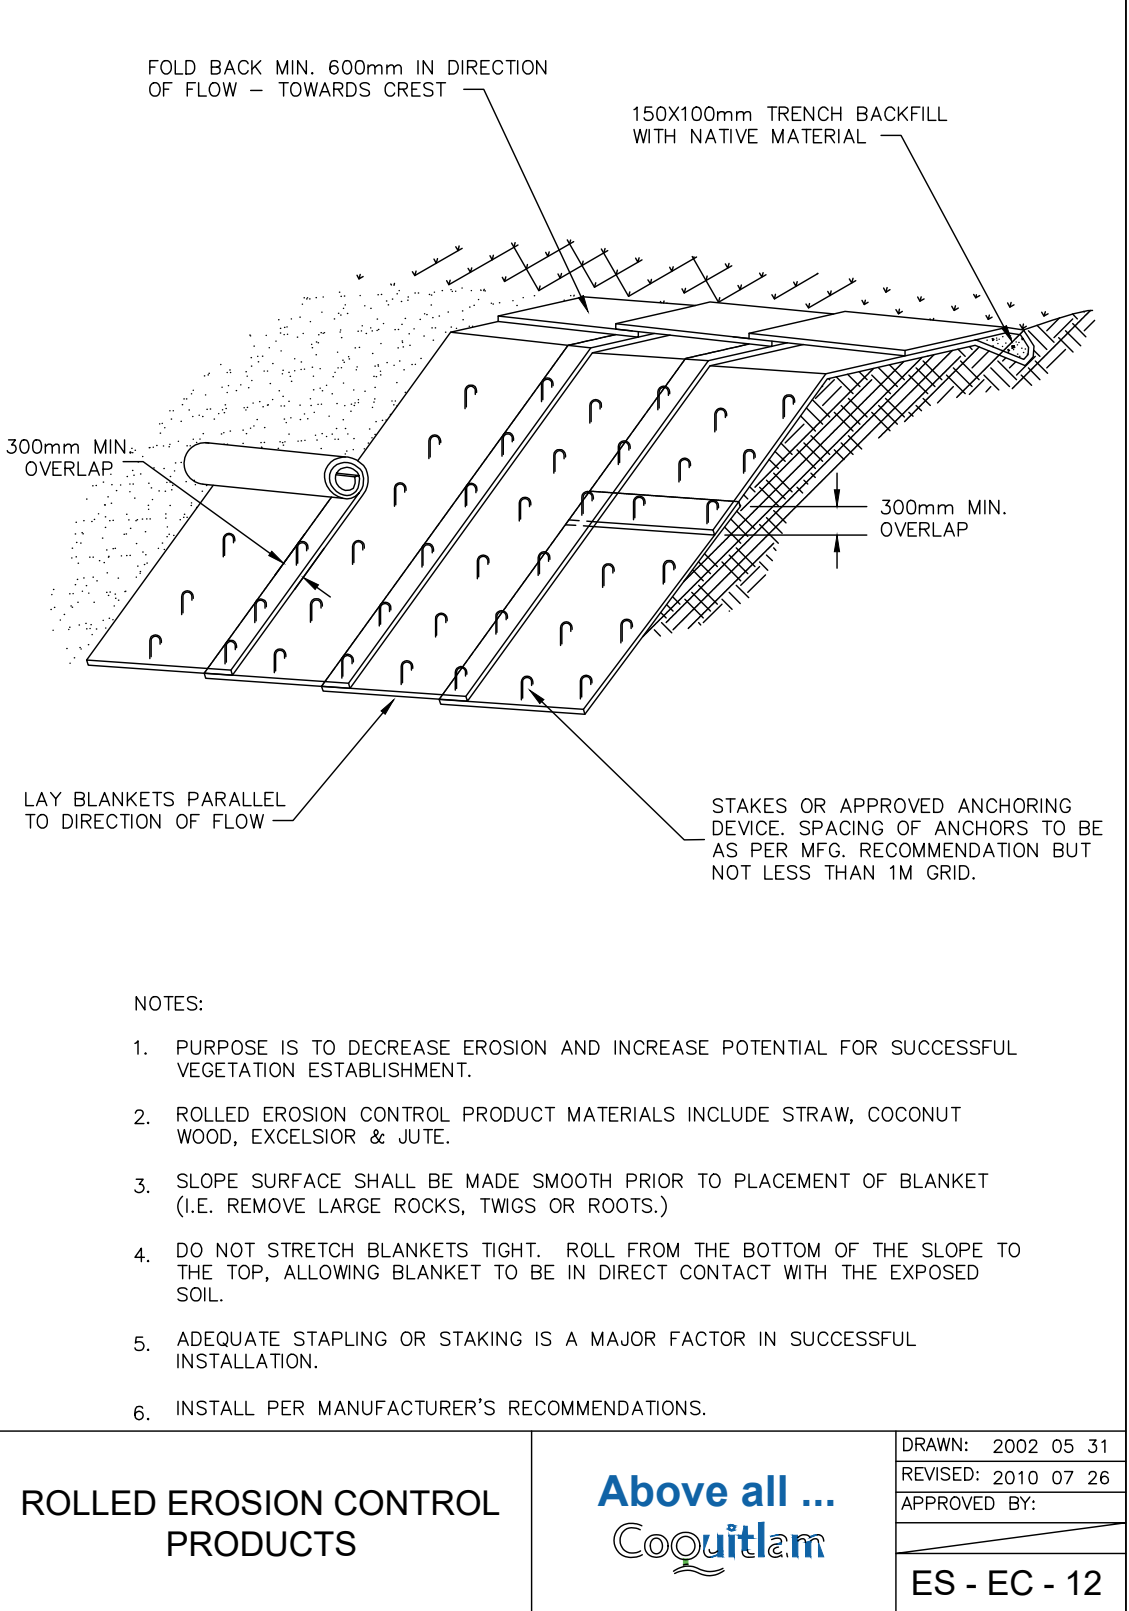 FOLD BACK MIN. 600mm IN DIRECTION
OF FLOW – TOWARDS CREST
150X100mm TRENCH BACKFILL
WITH NATIVE MATERIAL
300mm MIN.
OVERLAP
300mm MIN.
OVERLAP
LAY BLANKETS PARALLEL
TO DIRECTION OF FLOW
STAKES OR APPROVED ANCHORING
DEVICE. SPACING OF ANCHORS TO BE
AS PER MFG. RECOMMENDATION BUT
NOT LESS THAN 1M GRID.
NOTES:
1. PURPOSE IS TO DECREASE EROSION AND INCREASE POTENTIAL FOR SUCCESSFUL
VEGETATION ESTABLISHMENT.
2. ROLLED EROSION CONTROL PRODUCT MATERIALS INCLUDE STRAW, COCONUT
WOOD, EXCELSIOR & JUTE.
3. SLOPE SURFACE SHALL BE MADE SMOOTH PRIOR TO PLACEMENT OF BLANKET
(I.E. REMOVE LARGE ROCKS, TWIGS OR ROOTS.)
4. DO NOT STRETCH BLANKETS TIGHT. ROLL FROM THE BOTTOM OF THE SLOPE TO
THE TOP, ALLOWING BLANKET TO BE IN DIRECT CONTACT WITH THE EXPOSED
SOIL.
5. ADEQUATE STAPLING OR STAKING IS A MAJOR FACTOR IN SUCCESSFUL
INSTALLATION.
6. INSTALL PER MANUFACTURER'S RECOMMENDATIONS.
ROLLED EROSION CONTROL
PRODUCTS
Above all ...
Coquitlam
DRAWN: 2002 05 31
REVISED: 2010 07 26
APPROVED BY:
ES - EC - 12